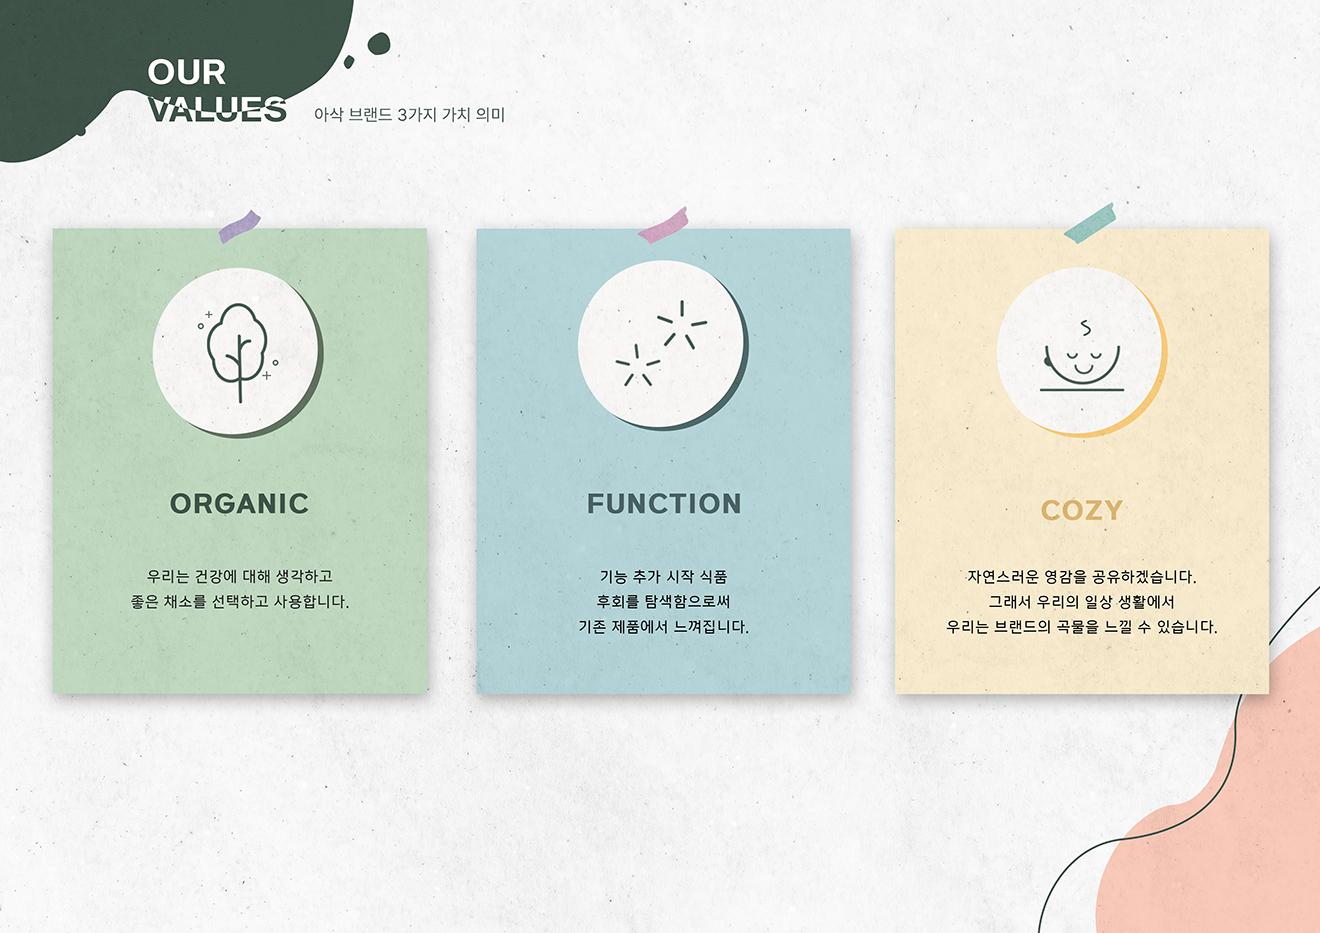 OUR
VALUES
아삭 브랜드 3가지 가치 의미
ORGANIC
우리는 건강에 대해 생각하고
좋은 채소를 선택하고 사용합니다.
FUNCTION
기능 추가 시작 식품
후회를 탐색함으로써
기존 제품에서 느껴집니다.
COZY
자연스러운 영감을 공유하겠습니다.
그래서 우리의 일상 생활에서
우리는 브랜드의 곡물을 느낄 수 있습니다.